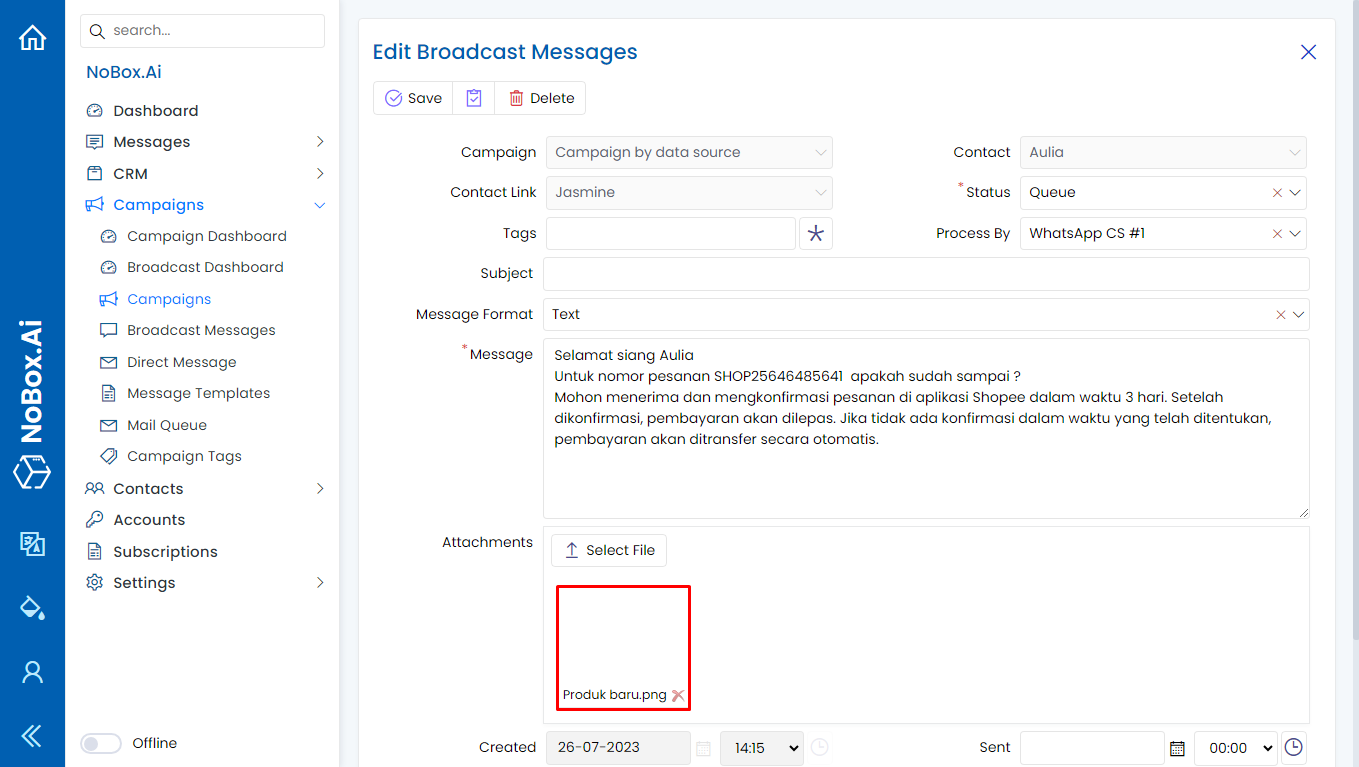 search...
NoBox.Ai
Dashboard
Messages
CRM
Campaigns
Campaign Dashboard
Broadcast Dashboard
Campaigns
Broadcast Messages
Direct Message
Message Templates
Mail Queue
Campaign Tags
Contacts
Accounts
Subscriptions
Settings
Offline
NoBox.Ai
Edit Broadcast Messages
Save
Delete
Campaign Campaign by data source
Contact Aulia
Contact Link Jasmine
*Status Queue
Tags
Process By WhatsApp CS #1
Subject
Message Format Text
*Message
Selamat siang Aulia
Untuk nomor pesanan SHOP25646485641  apakah sudah sampai ?
Mohon menerima dan mengkonfirmasi pesanan di aplikasi Shopee dalam waktu 3 hari. Setelah
dikonfirmasi, pembayaran akan dilepas. Jika tidak ada konfirmasi dalam waktu yang telah ditentukan,
pembayaran akan ditransfer secara otomatis.
Attachments
Select File
Produk baru.png
Created 26-07-2023 14:15
Sent 00:00